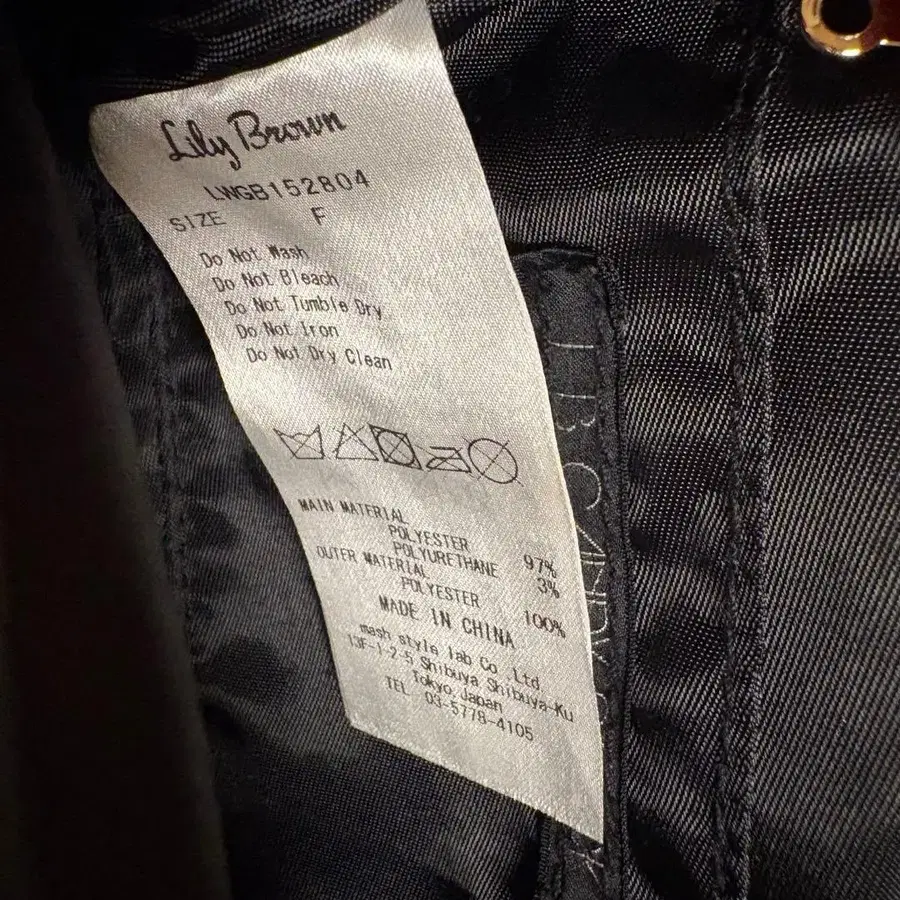 Lily Brown
LWGB152804
SIZE F
Do Not Wash
Do Not Bleach
Do Not Tumble Dry
Do Not Iron
Do Not Dry Clean
MAIN MATERIAL
POLYESTER 97%
POLYURETHANE 3%
OUTER MATERIAL
POLYESTER 100%
MADE IN CHINA
mash style lab Co.,Ltd
13F-1-2-5 Shibuya Shibuya-Ku
Tokyo,Japan
TEL 03-5778-4105